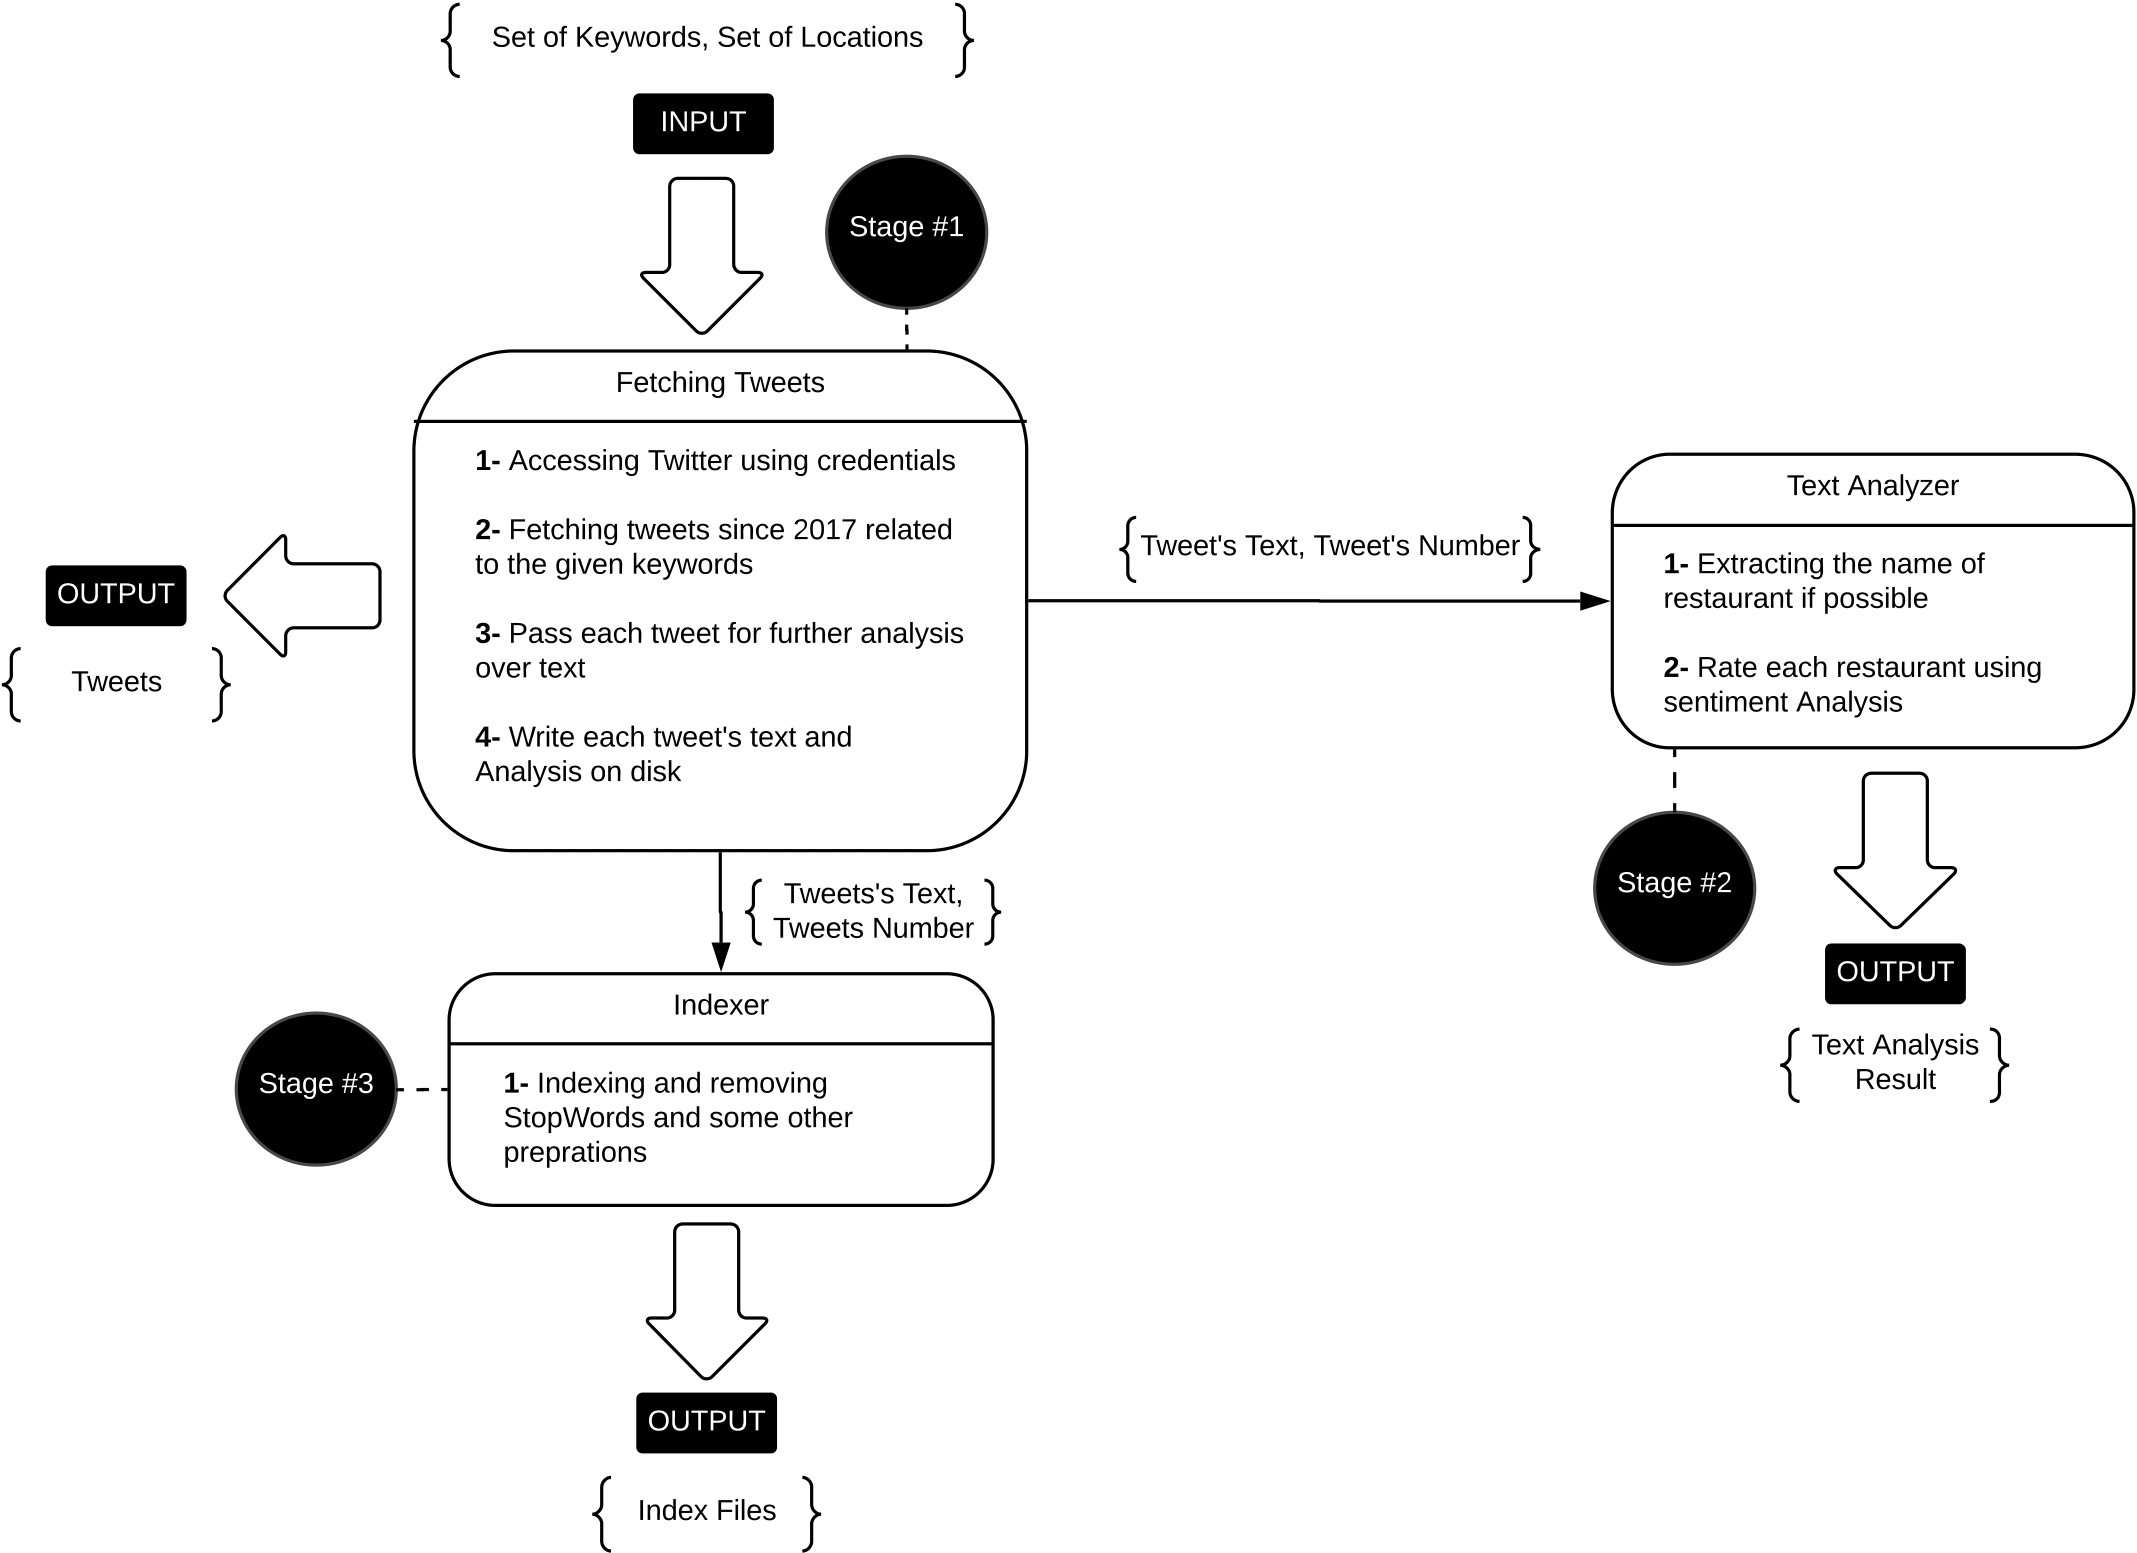 Set of Keywords, Set of Locations
INPUT
Stage #1
Fetching Tweets
1- Accessing Twitter using credentials
2- Fetching tweets since 2017 related
to the given keywords
3- Pass each tweet for further analysis
over text
4- Write each tweet's text and
Analysis on disk
OUTPUT
Tweets
Tweet's Text, Tweet's Number
Text Analyzer
1- Extracting the name of
restaurant if possible
2- Rate each restaurant using
sentiment Analysis
Stage #2
OUTPUT
Text Analysis
Result
Tweets's Text,
Tweets Number
Indexer
Stage #3
1- Indexing and removing
StopWords and some other
preprations
OUTPUT
Index Files